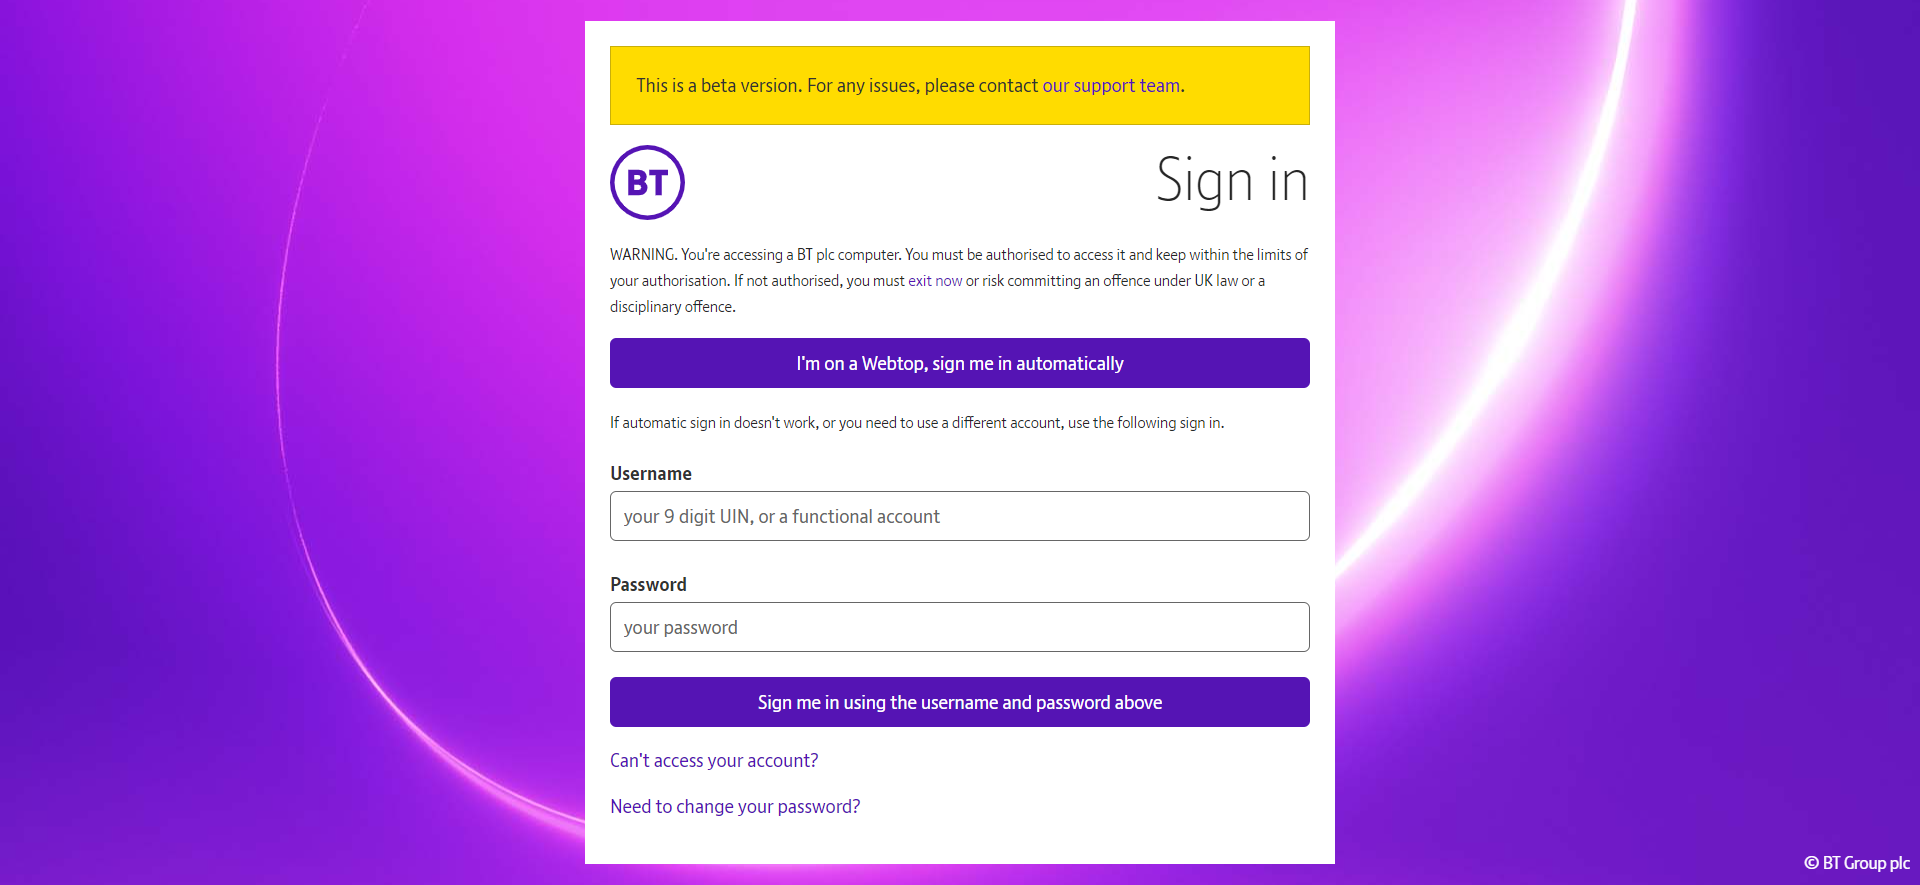 This is a beta version. For any issues, please contact our support team.
BT
Sign in
WARNING. You're accessing a BT plc computer. You must be authorised to access it and keep within the limits of
your authorisation. If not authorised, you must exit now or risk committing an offence under UK law or a
disciplinary offence.
I'm on a Webtop, sign me in automatically
If automatic sign in doesn't work, or you need to use a different account, use the following sign in.
Username
your 9 digit UIN, or a functional account
Password
your password
Sign me in using the username and password above
Can't access your account?
Need to change your password?
© BT Group plc